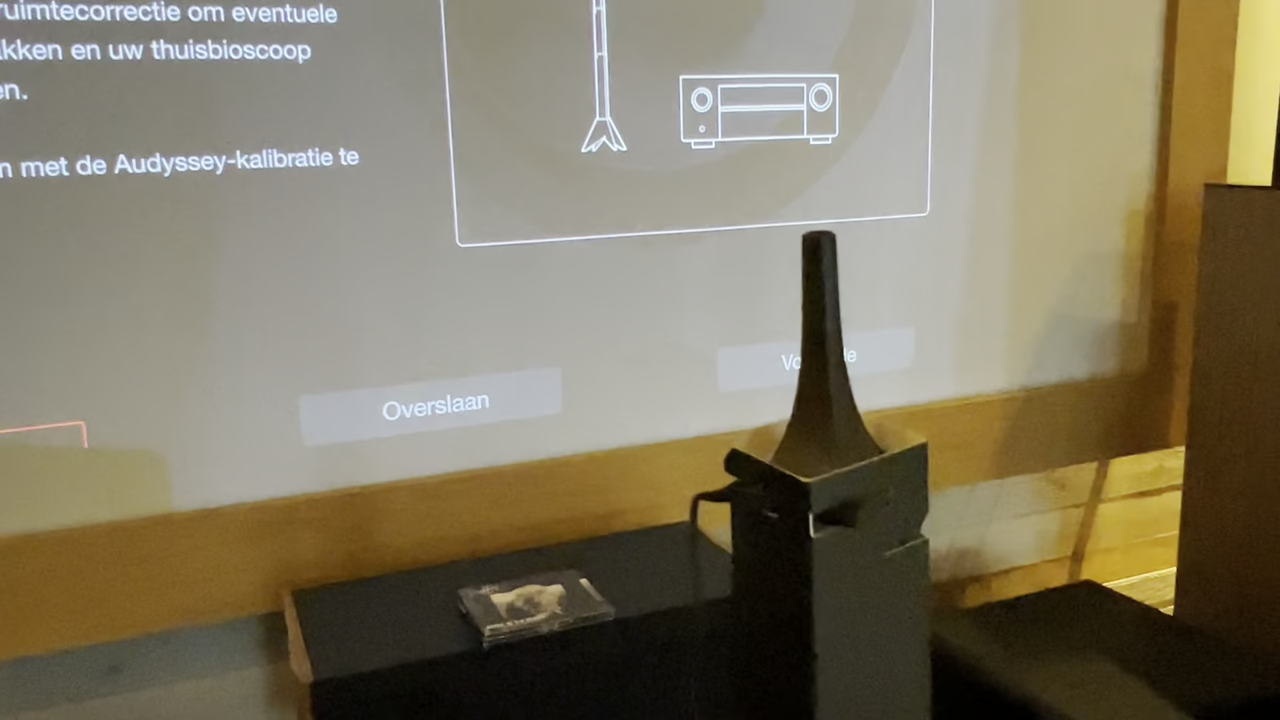 ruimtecorrectie om eventuele
kken en uw thuisbioscoop
en.
n met de Audyssey-kalibratie te
Overslaan